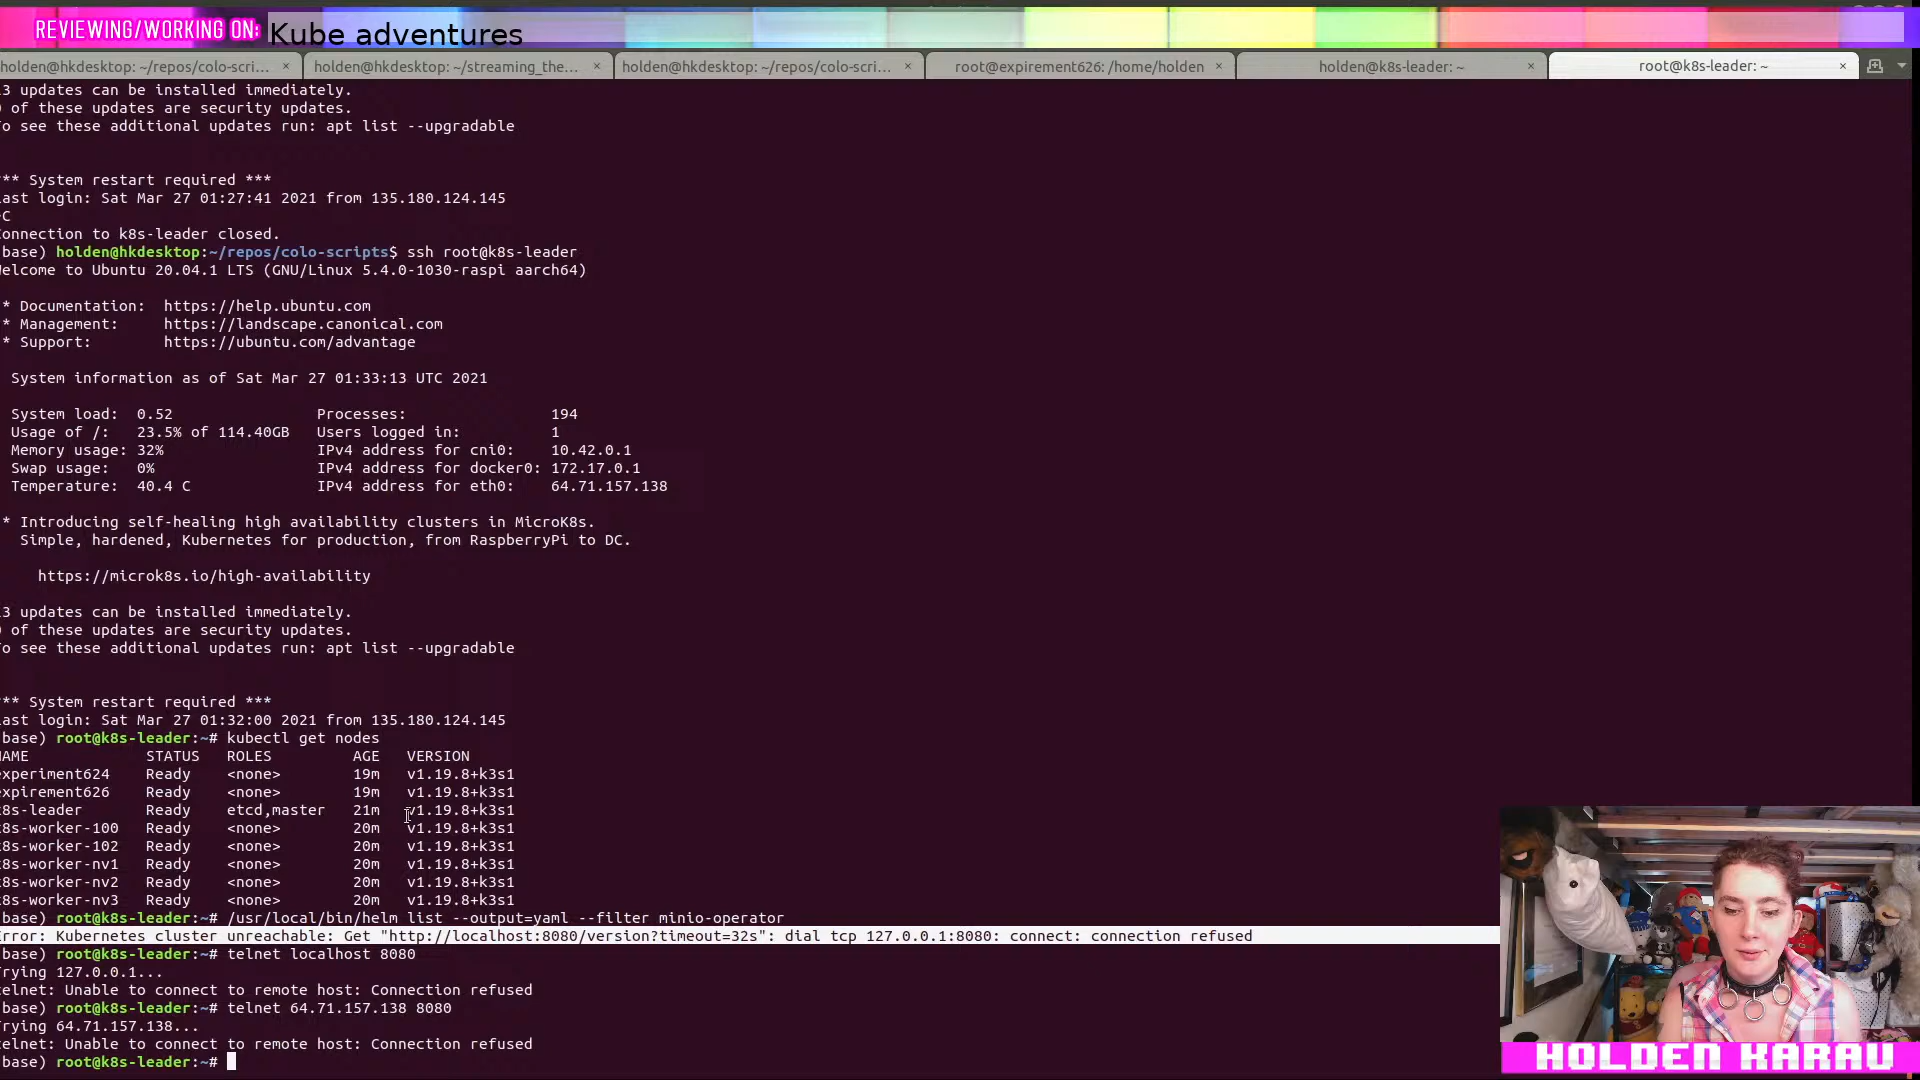 REVIEWING/WORKING ON: Kube adventures
holden@hkdesktop: ~/repos/colo-scri... × holden@hkdesktop: ~/streaming_the... × holden@hkdesktop: ~/repos/colo-scri... × root@expirement626: /home/holden × holden@k8s-leader: ~ × root@k8s-leader: ~ ×
3 updates can be installed immediately.
of these updates are security updates.
To see these additional updates run: apt list --upgradable
*** System restart required ***
Last login: Sat Mar 27 01:27:41 2021 from 135.180.124.145
^C
Connection to k8s-leader closed.
(base) holden@hkdesktop:~/repos/colo-scripts$ ssh root@k8s-leader
Welcome to Ubuntu 20.04.1 LTS (GNU/Linux 5.4.0-1030-raspi aarch64)
* Documentation: https://help.ubuntu.com
* Management: https://landscape.canonical.com
* Support: https://ubuntu.com/advantage
System information as of Sat Mar 27 01:33:13 UTC 2021
System load: 0.52 Processes: 194
Usage of /: 23.5% of 114.40GB Users logged in: 1
Memory usage: 32% IPv4 address for cni0: 10.42.0.1
Swap usage: 0% IPv4 address for docker0: 172.17.0.1
Temperature: 40.4 C IPv4 address for eth0: 64.71.157.138
* Introducing self-healing high availability clusters in MicroK8s.
Simple, hardened, Kubernetes for production, from RaspberryPi to DC.
https://microk8s.io/high-availability
3 updates can be installed immediately.
of these updates are security updates.
To see these additional updates run: apt list --upgradable
*** System restart required ***
Last login: Sat Mar 27 01:32:00 2021 from 135.180.124.145
(base) root@k8s-leader:~# kubectl get nodes
NAME STATUS ROLES AGE VERSION
experiment624 Ready <none> 19m v1.19.8+k3s1
expirement626 Ready <none> 19m v1.19.8+k3s1
k8s-leader Ready etcd,master 21m v1.19.8+k3s1
k8s-worker-100 Ready <none> 20m v1.19.8+k3s1
k8s-worker-102 Ready <none> 20m v1.19.8+k3s1
k8s-worker-nv1 Ready <none> 20m v1.19.8+k3s1
k8s-worker-nv2 Ready <none> 20m v1.19.8+k3s1
k8s-worker-nv3 Ready <none> 20m v1.19.8+k3s1
(base) root@k8s-leader:~# /usr/local/bin/helm list --output=yaml --filter minio-operator
Error: Kubernetes cluster unreachable: Get "http://localhost:8080/version?timeout=32s": dial tcp 127.0.0.1:8080: connect: connection refused
(base) root@k8s-leader:~# telnet localhost 8080
Trying 127.0.0.1...
telnet: Unable to connect to remote host: Connection refused
(base) root@k8s-leader:~# telnet 64.71.157.138 8080
Trying 64.71.157.138...
telnet: Unable to connect to remote host: Connection refused
(base) root@k8s-leader:~#
HOLDEN KARAU